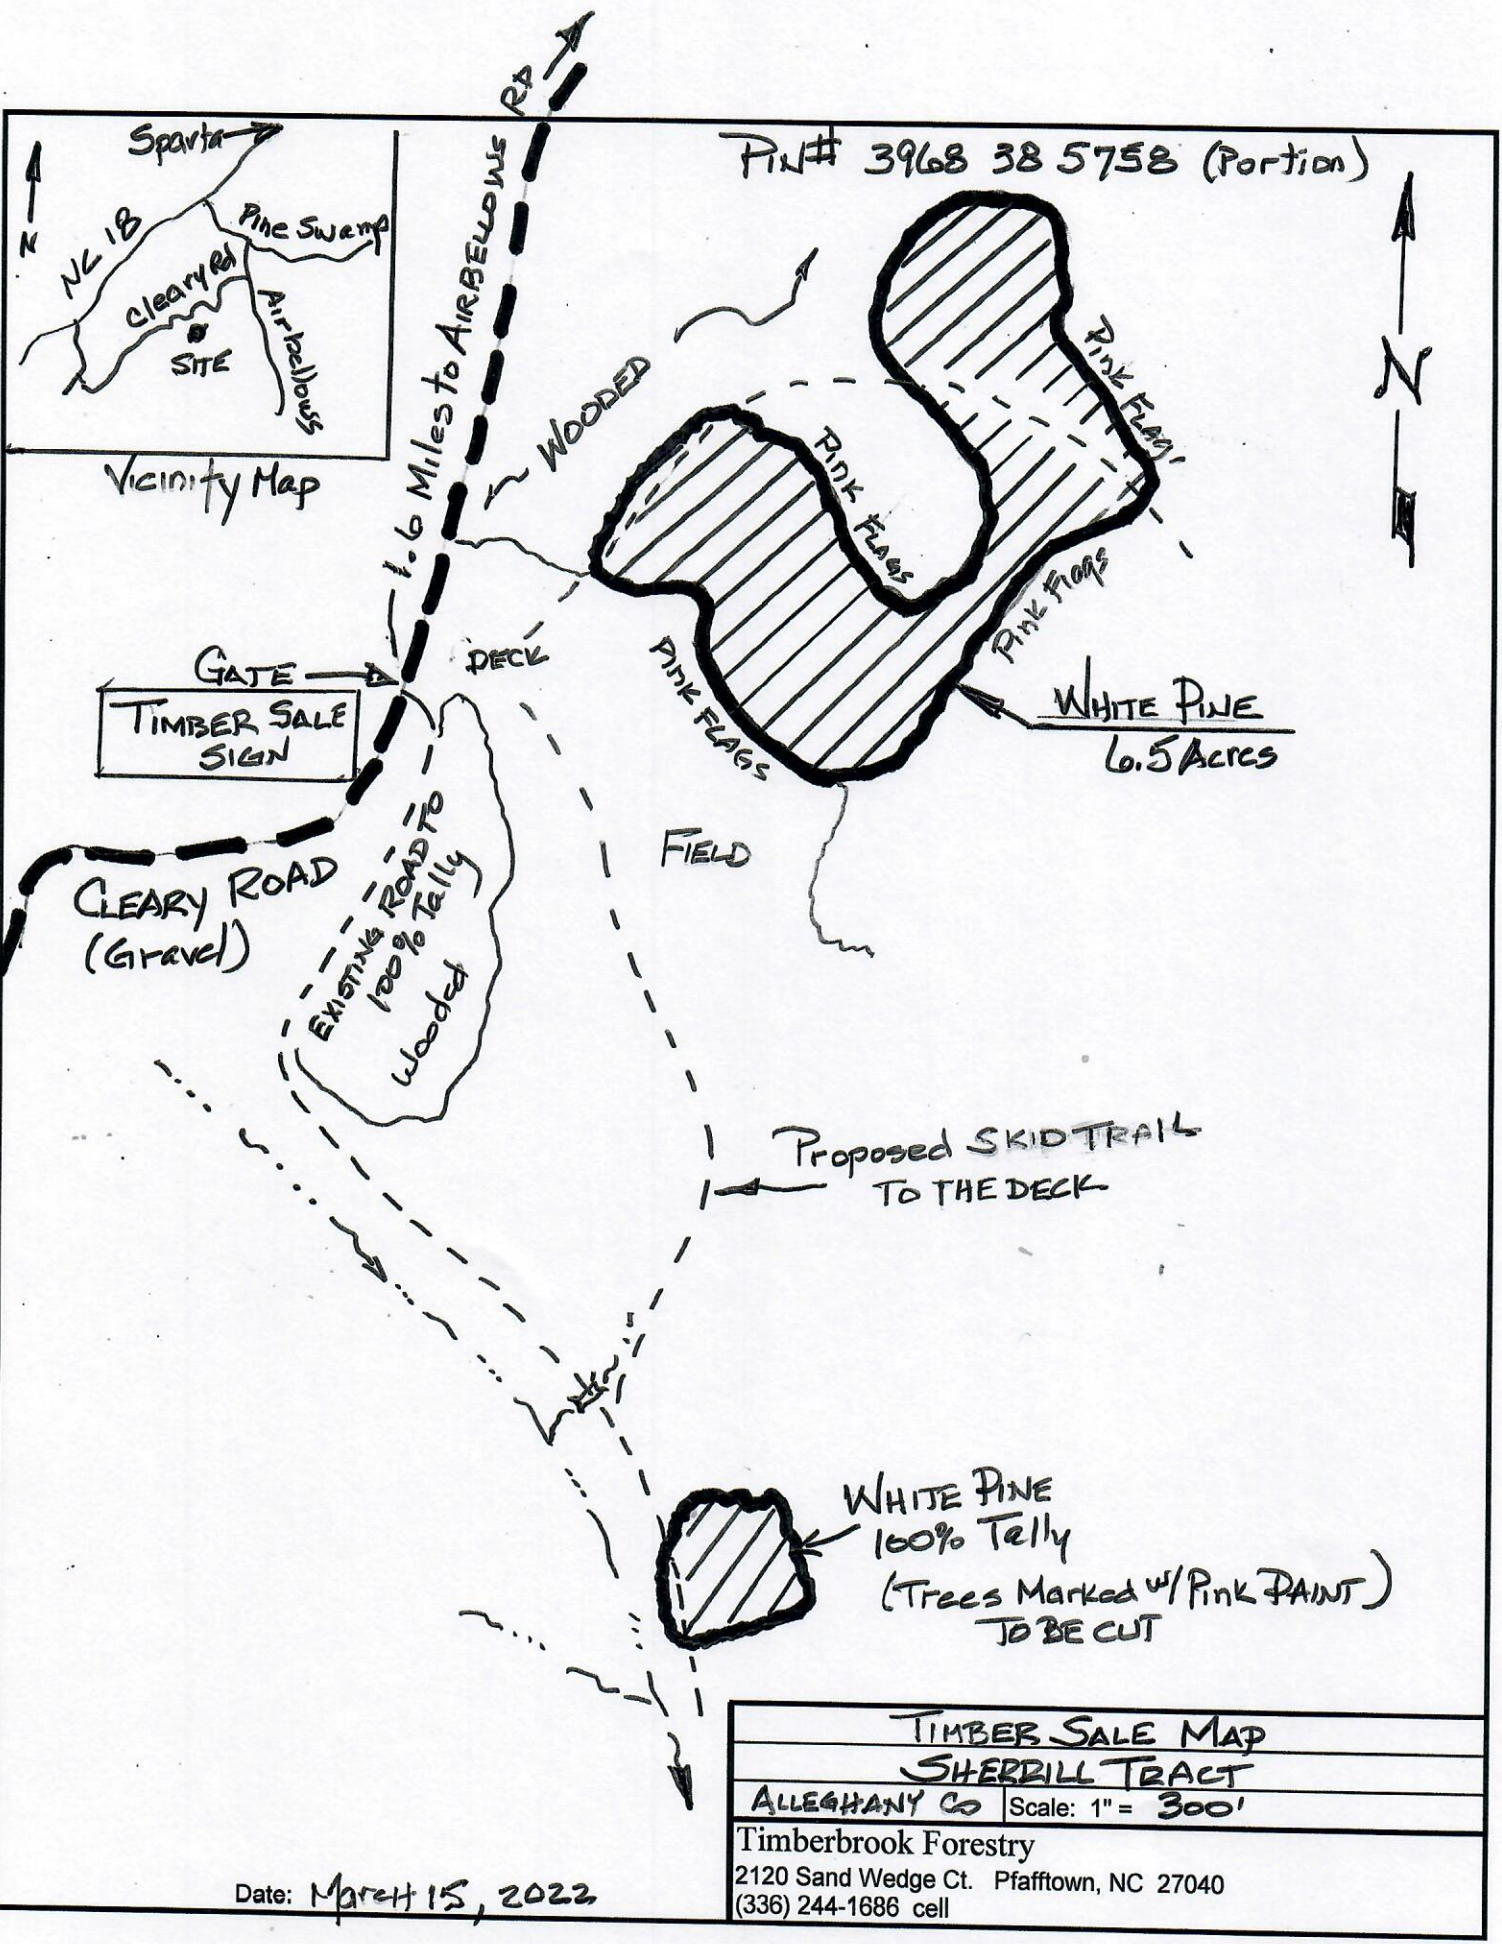 1.6 Miles to AIRBELLOWS RD
Sparta
N
NC 18
Pine Swamp
Cleary Rd
Airbellows
SITE
Vicinity Map
PIN# 3968 38 5758 (Portion)
N
WOODED
Pink Flags
Pink Flags
Pink Flags
Pink Flags
WHITE PINE
6.5 Acres
GATE
DECK
TIMBER SALE
SIGN
CLEARY ROAD
(Gravel)
EXISTING ROAD TO
100% Tally
Wooded
FIELD
Proposed SKID TRAIL
TO THE DECK
WHITE PINE
100% Tally
(Trees Marked w/ Pink PAINT)
TO BE CUT
TIMBER SALE MAP
SHERRILL TRACT
ALLEGHANY CO Scale: 1" = 300'
Timberbrook Forestry
2120 Sand Wedge Ct. Pfafftown, NC 27040
(336) 244-1686 cell
Date: March 15, 2022